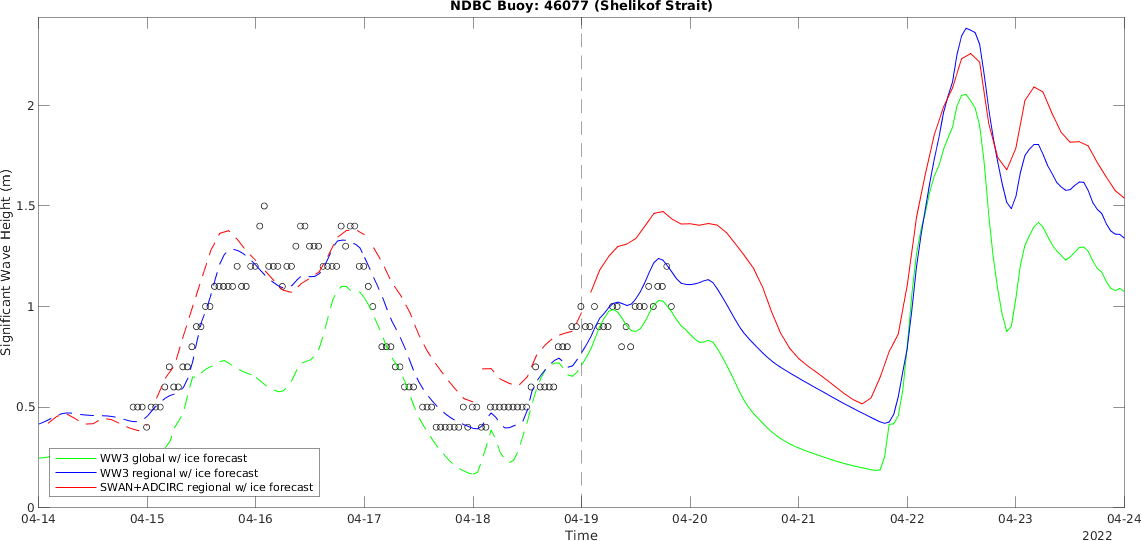 NDBC Buoy: 46077 (Shelikof Strait)
Significant Wave Height (m)
2
1.5
1
0.5
0
WW3 global w/ ice forecast
WW3 regional w/ ice forecast
SWAN+ADCIRC regional w/ ice forecast
04-14 04-15 04-16 04-17 04-18 04-19 04-20 04-21 04-22 04-23 04-24
Time
2022